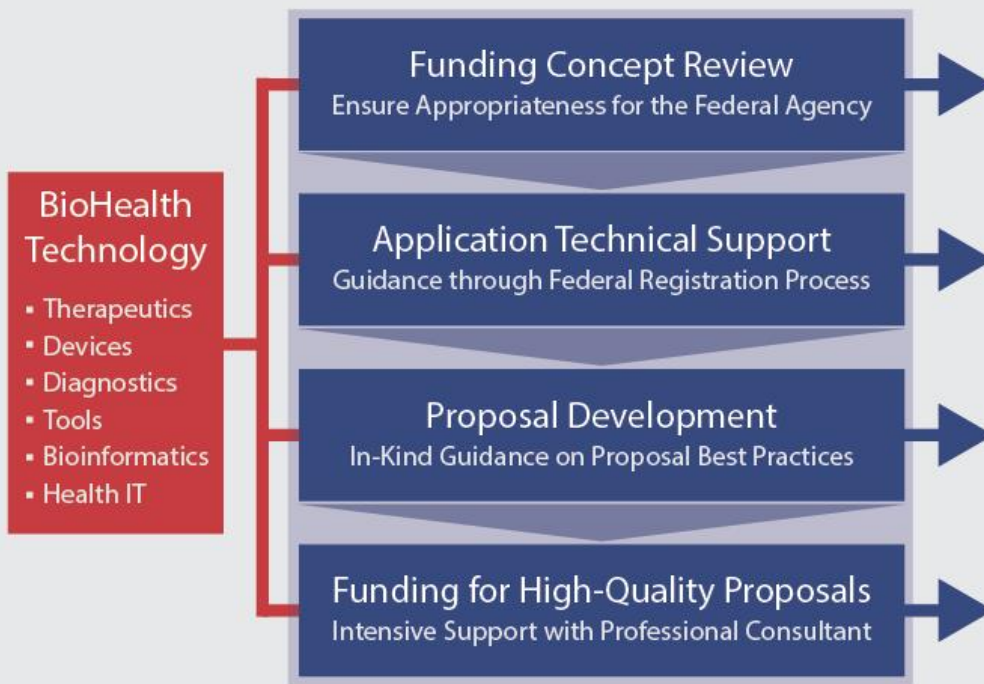 BioHealth
Technology
▪ Therapeutics
▪ Devices
▪ Diagnostics
▪ Tools
▪ Bioinformatics
▪ Health IT
Funding Concept Review
Ensure Appropriateness for the Federal Agency
Application Technical Support
Guidance through Federal Registration Process
Proposal Development
In-Kind Guidance on Proposal Best Practices
Funding for High-Quality Proposals
Intensive Support with Professional Consultant